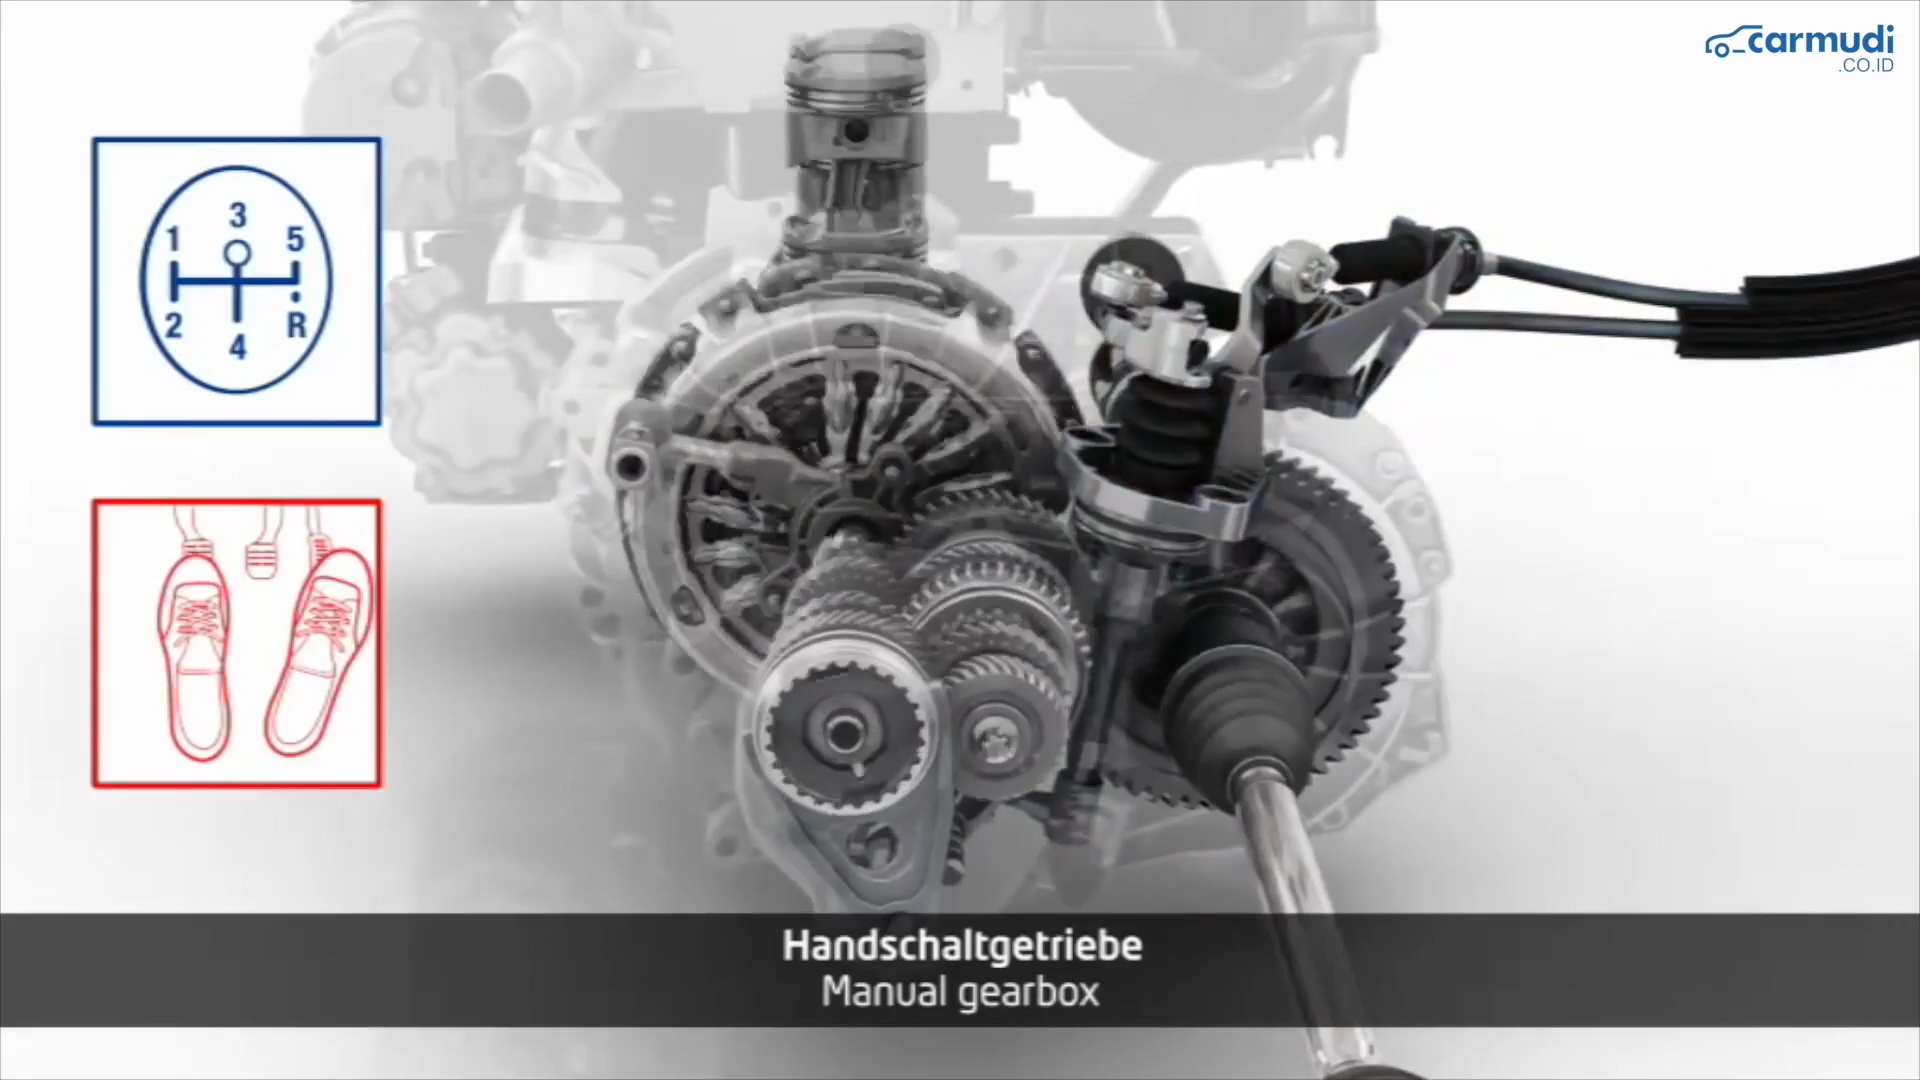 carmudi
.CO.ID
3
1 5
2 R
4
Handschaltgetriebe
Manual gearbox